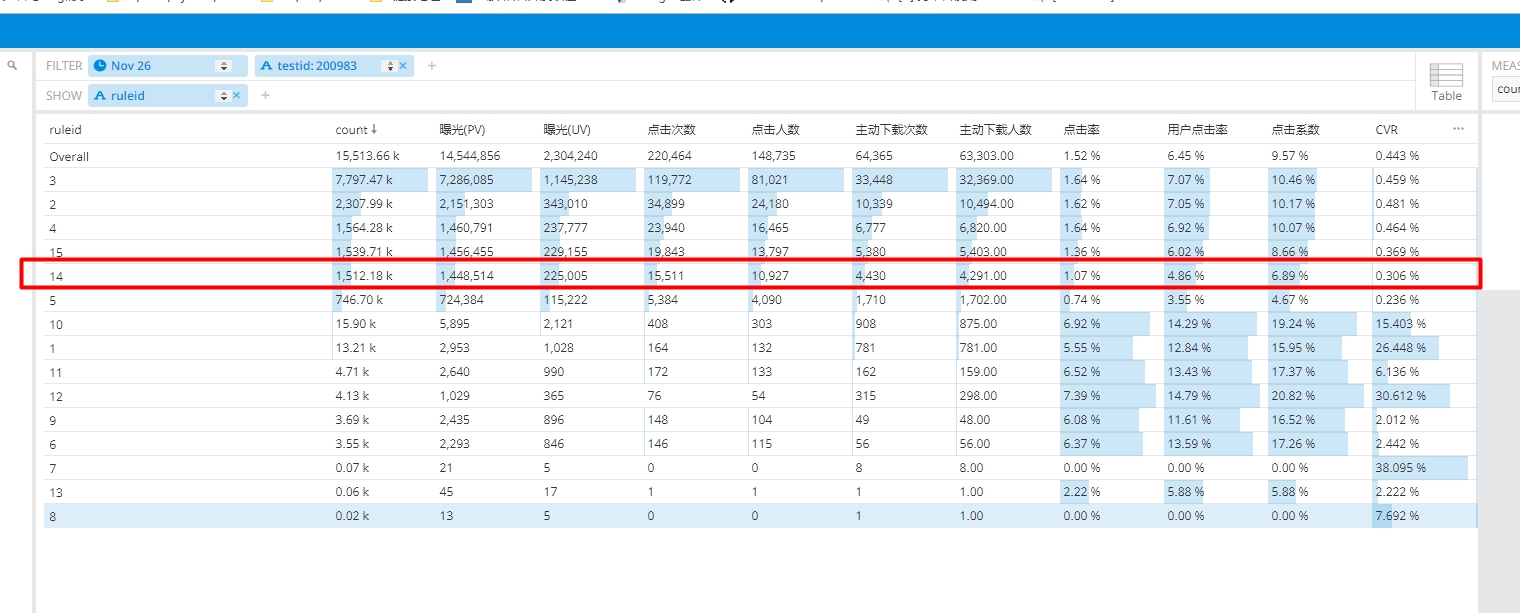 FILTER Nov 26 testid: 200983 + MEAS
SHOW A ruleid + Table coun
ruleid count↓ 曝光(PV) 曝光(UV) 点击次数 点击人数 主动下载次数 主动下载人数 点击率 用户点击率 点击系数 CVR ...
Overall 15,513.66 k 14,544,856 2,304,240 220,464 148,735 64,365 63,303.00 1.52 % 6.45 % 9.57 % 0.443 %
3 7,797.47 k 7,286,085 1,145,238 119,772 81,021 33,448 32,369.00 1.64 % 7.07 % 10.46 % 0.459 %
2 2,307.99 k 2,151,303 343,010 34,899 24,180 10,339 10,494.00 1.62 % 7.05 % 10.17 % 0.481 %
4 1,564.28 k 1,460,791 237,777 23,940 16,465 6,777 6,820.00 1.64 % 6.92 % 10.07 % 0.464 %
15 1,539.71 k 1,456,455 229,155 19,843 13,797 5,380 5,403.00 1.36 % 6.02 % 8.66 % 0.369 %
14 1,512.18 k 1,448,514 225,005 15,511 10,927 4,430 4,291.00 1.07 % 4.86 % 6.89 % 0.306 %
5 746.70 k 724,384 115,222 5,384 4,090 1,710 1,702.00 0.74 % 3.55 % 4.67 % 0.236 %
10 15.90 k 5,895 2,121 408 303 908 875.00 6.92 % 14.29 % 19.24 % 15.403 %
1 13.21 k 2,953 1,028 164 132 781 781.00 5.55 % 12.84 % 15.95 % 26.448 %
11 4.71 k 2,640 990 172 133 162 159.00 6.52 % 13.43 % 17.37 % 6.136 %
12 4.13 k 1,029 365 76 54 315 298.00 7.39 % 14.79 % 20.82 % 30.612 %
9 3.69 k 2,435 896 148 104 49 48.00 6.08 % 11.61 % 16.52 % 2.012 %
6 3.55 k 2,293 846 146 115 56 56.00 6.37 % 13.59 % 17.26 % 2.442 %
7 0.07 k 21 5 0 0 8 8.00 0.00 % 0.00 % 0.00 % 38.095 %
13 0.06 k 45 17 1 1 1 1.00 2.22 % 5.88 % 5.88 % 2.222 %
8 0.02 k 13 5 0 0 1 1.00 0.00 % 0.00 % 0.00 % 7.692 %